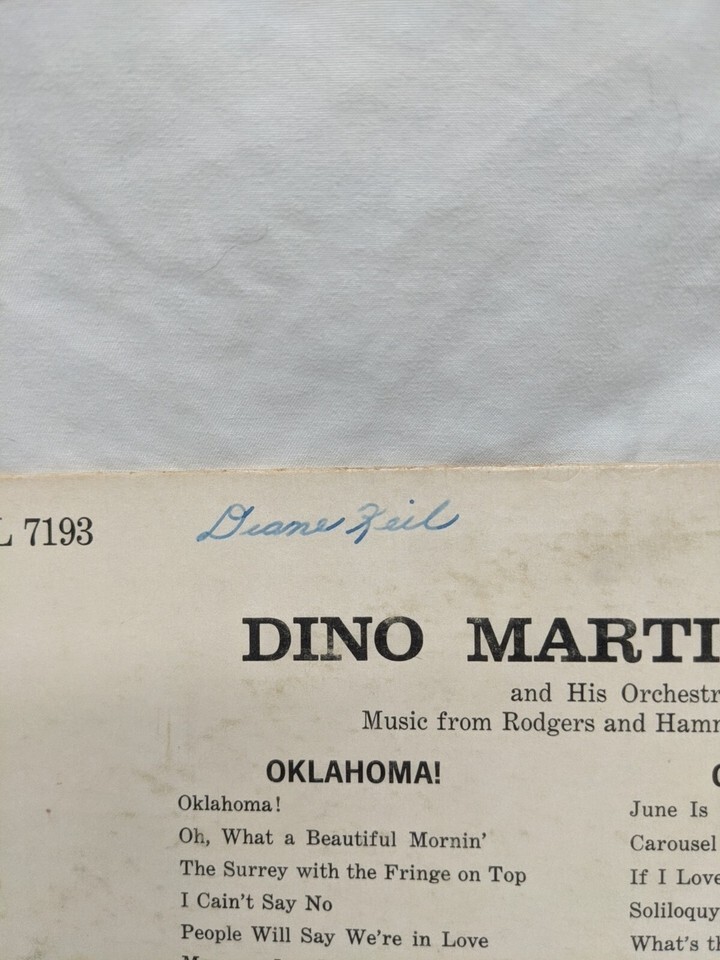 L 7193
Diane Keil
DINO MARTI
and His Orchestr
Music from Rodgers and Hamm
OKLAHOMA!
Oklahoma!
Oh, What a Beautiful Mornin'
The Surrey with the Fringe on Top
I Cain't Say No
People Will Say We're in Love
C
June Is
Carousel
If I Love
Soliloquy
What's th